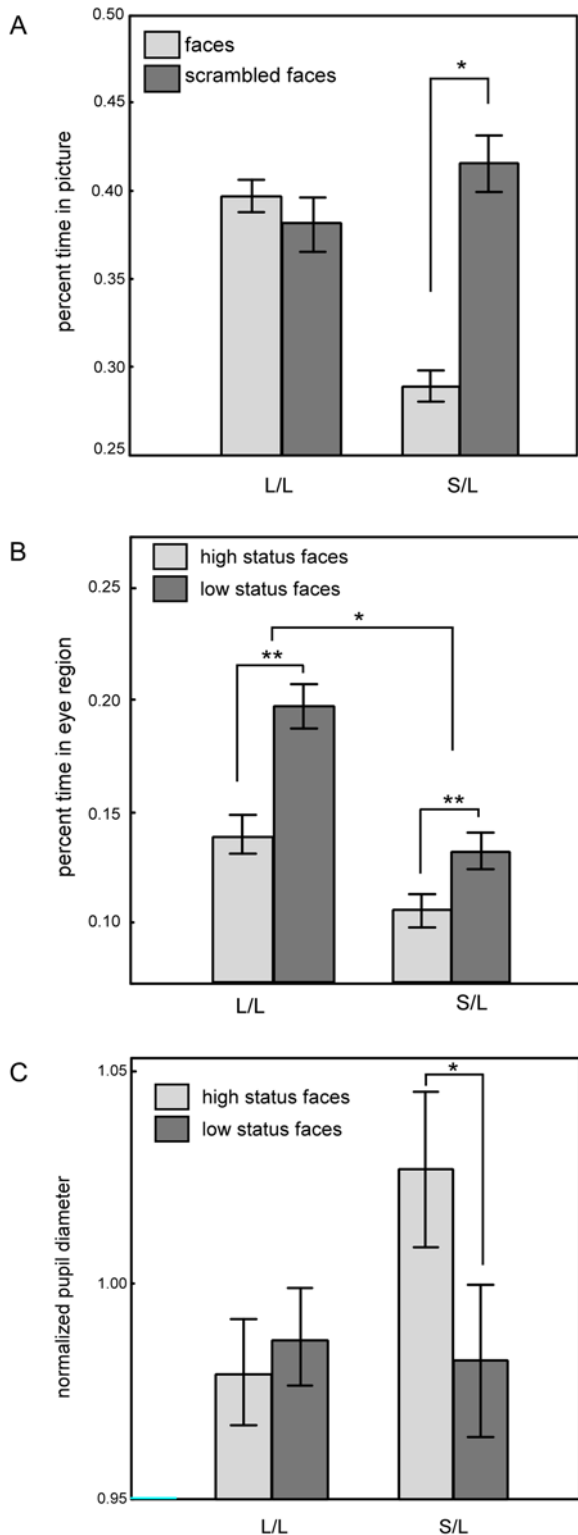 A
0.50
faces
scrambled faces
*
0.45
0.40
0.35
0.30
0.25
percent time in picture
L/L
S/L
B
high status faces
low status faces
0.25
*
**
0.20
0.15
**
0.10
percent time in eye region
L/L
S/L
C
1.05
high status faces
low status faces
*
1.00
0.95
normalized pupil diameter
L/L
S/L